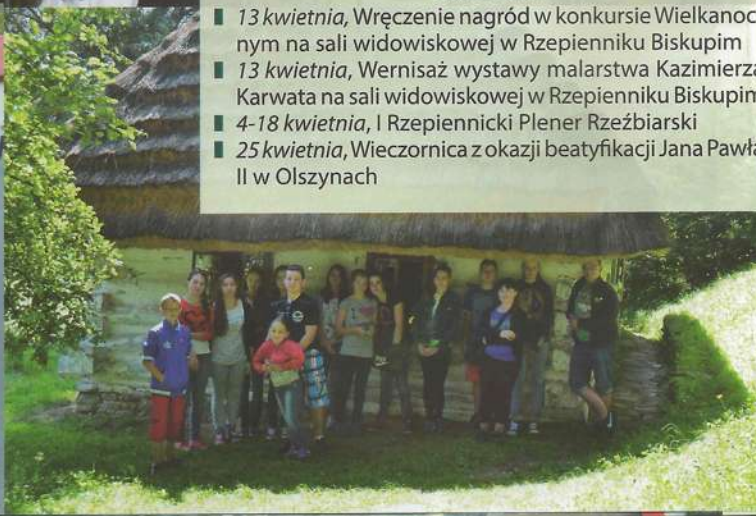 ▮ 13 kwietnia, Wręczenie nagród w konkursie Wielkanoc
nym na sali widowiskowej w Rzepienniku Biskupim
▮ 13 kwietnia, Wernisaż wystawy malarstwa Kazimierza
Karwata na sali widowiskowej w Rzepienniku Biskupim
▮ 4-18 kwietnia, I Rzepiennicki Plener Rzeźbiarski
▮ 25 kwietnia, Wieczornica z okazji beatyfikacji Jana Pawła
II w Olszynach